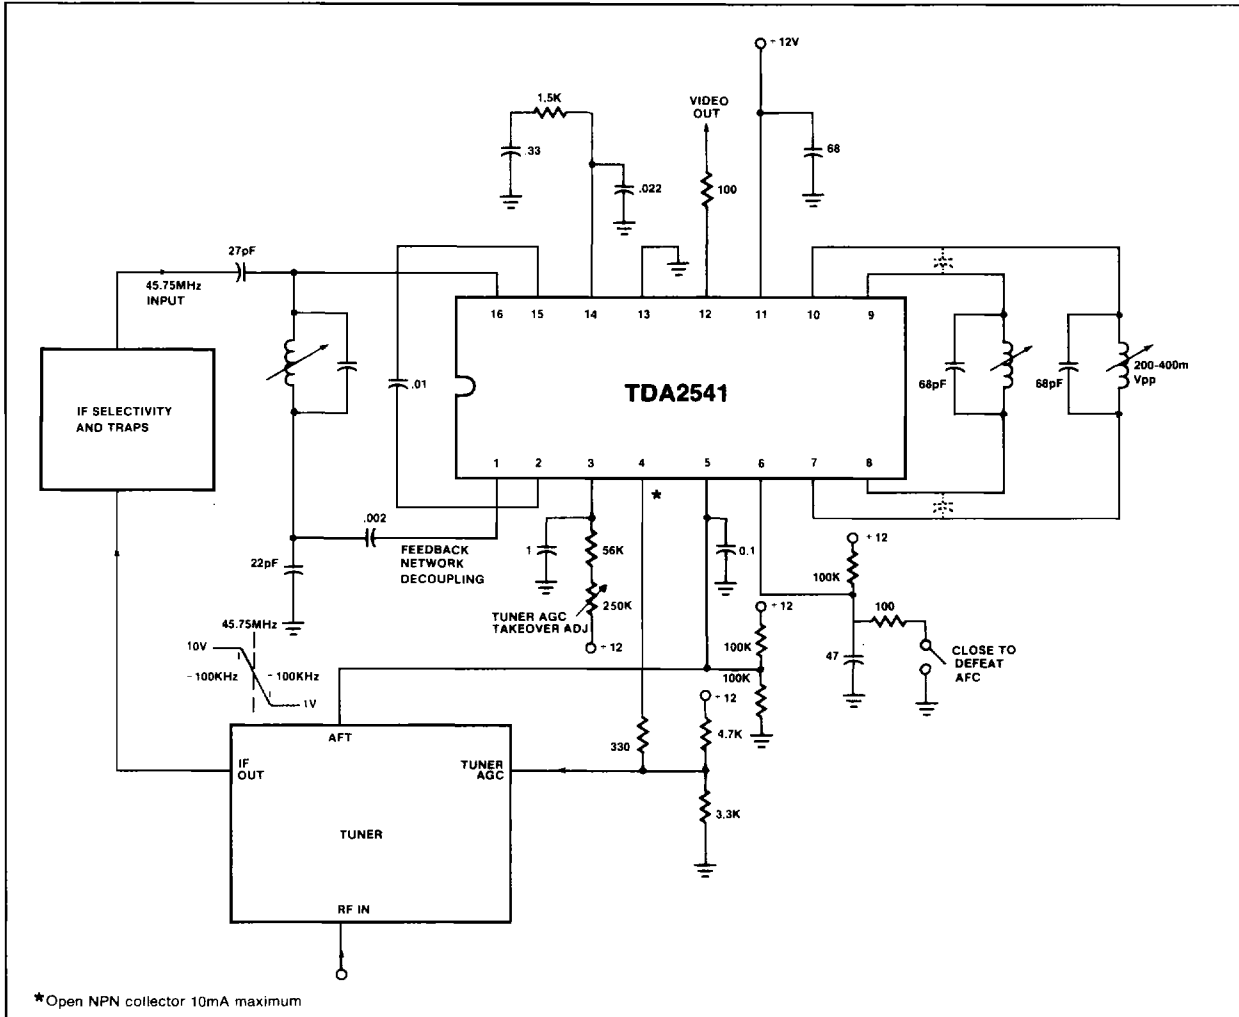 ÷ 12V
1.5K
VIDEO
OUT
.33
68
.022
100
27pF
45.75MHz
INPUT
16 15 14 13 12 11 10 9
.01
TDA2541
68pF
68pF
200-400m
Vpp
IF SELECTIVITY
AND TRAPS
1 2 3 4 5 6 7 8
*
.002
FEEDBACK
NETWORK
DECOUPLING
22pF
1
56K
0.1
÷ 12
100K
250K
TUNER AGC
TAKEOVER ADJ
÷ 12
÷ 12
100K
100K
100
47
CLOSE TO
DEFEAT
AFC
45.75MHz
10V
-100KHz
-100KHz
1V
÷ 12
AFT
330
4.7K
IF
OUT
TUNER
AGC
3.3K
TUNER
RF IN
*Open NPN collector 10mA maximum